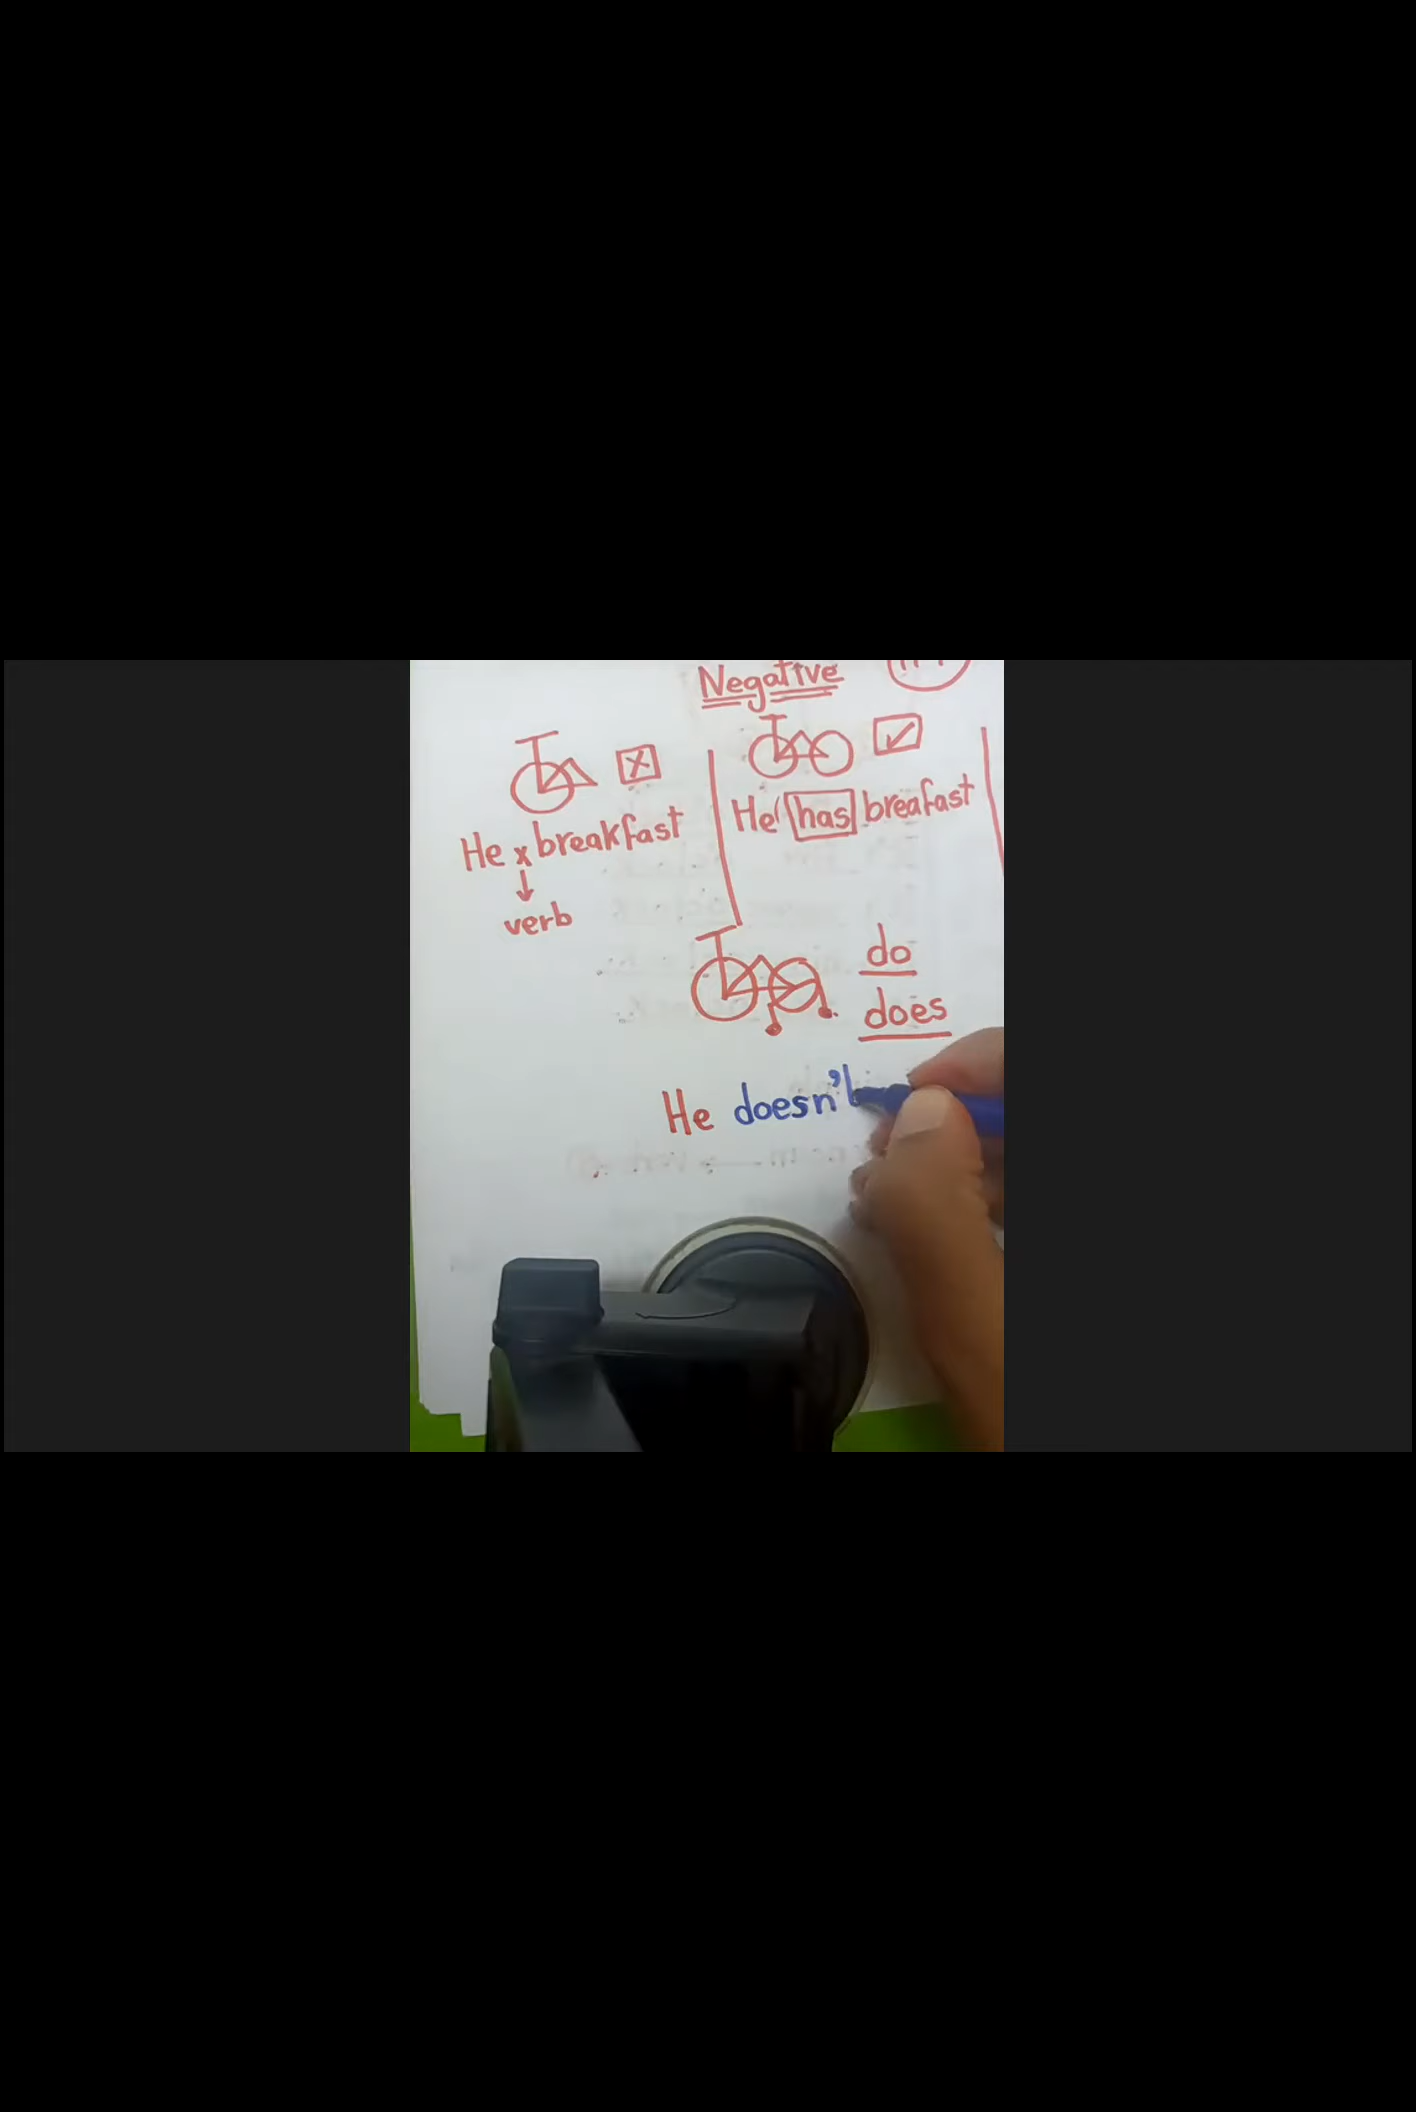 Negative
He x breakfast
verb
He has breafast
do
does
He doesn't